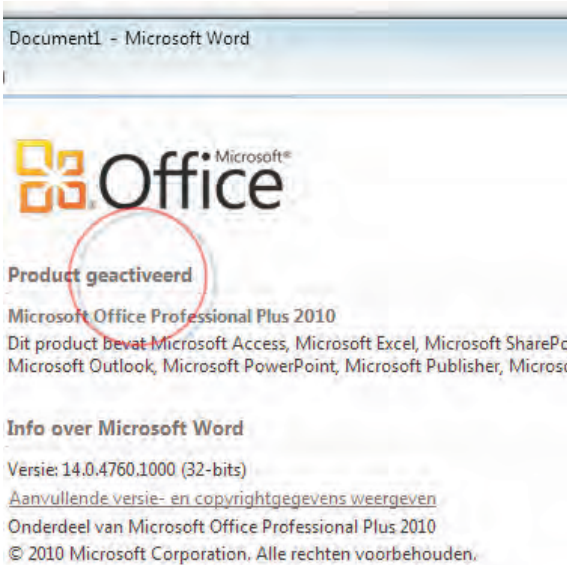 Document1 - Microsoft Word
Microsoft®
Office
Product geactiveerd
Microsoft Office Professional Plus 2010
Dit product bevat Microsoft Access, Microsoft Excel, Microsoft SharePo
Microsoft Outlook, Microsoft PowerPoint, Microsoft Publisher, Microso
Info over Microsoft Word
Versie: 14.0.4760.1000 (32-bits)
Aanvullende versie- en copyrightgegevens weergeven
Onderdeel van Microsoft Office Professional Plus 2010
© 2010 Microsoft Corporation. Alle rechten voorbehouden.